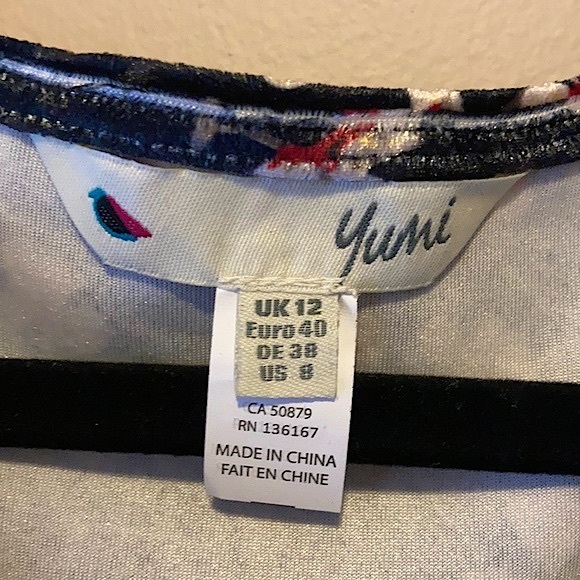 Yumi
UK 12
Euro 40
DE 38
US 8
CA 50879
RN 136167
MADE IN CHINA
FAIT EN CHINE